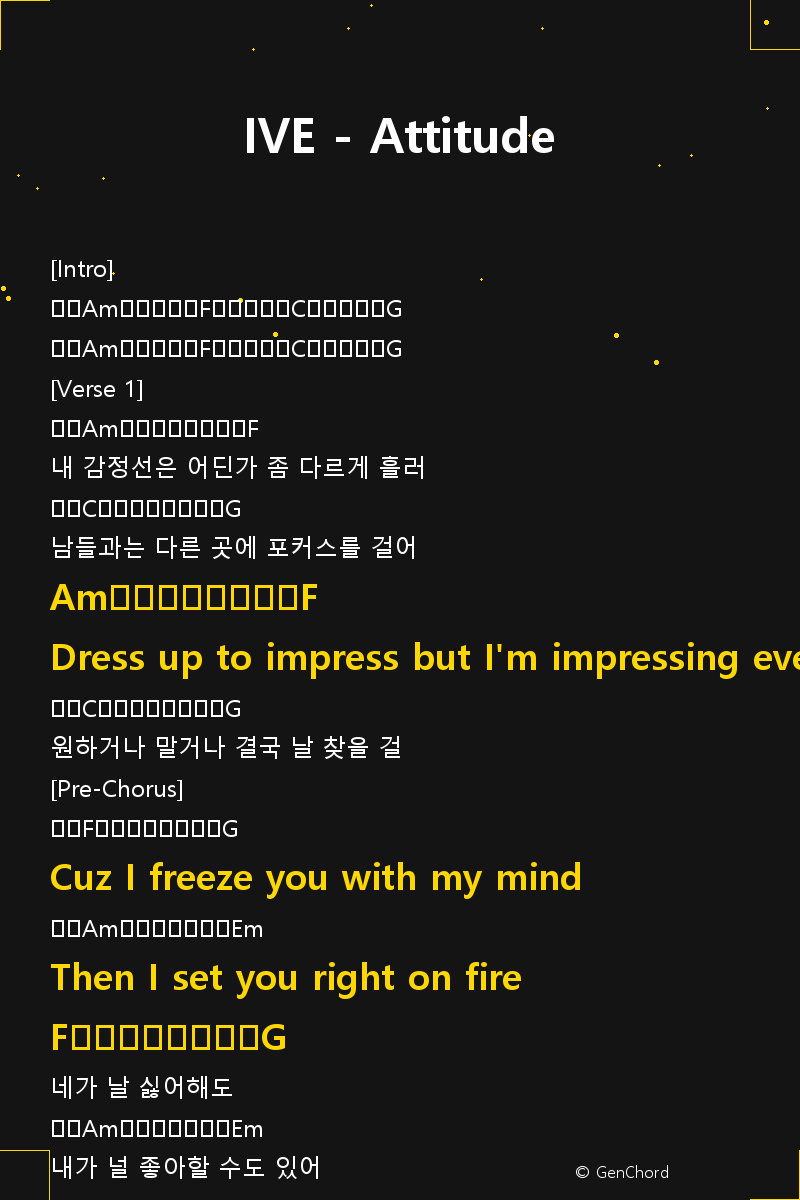 IVE - Attitude
[Intro]
□□Am□□□□□F□□□□□C□□□□□G
□□Am□□□□□F□□□□□C□□□□□G
[Verse 1]
□□Am□□□□□□□□F
내 감정선은 어딘가 좀 다르게 흘러
□□C□□□□□□□□G
남들과는 다른 곳에 포커스를 걸어
Am□□□□□□□□F
Dress up to impress but I'm impressing eve
□□C□□□□□□□□G
원하거나 말거나 결국 날 찾을 걸
[Pre-Chorus]
□□F□□□□□□□□G
Cuz I freeze you with my mind
□□Am□□□□□□□Em
Then I set you right on fire
F□□□□□□□□G
네가 날 싫어해도
□□Am□□□□□□□Em
내가 널 좋아할 수도 있어
© GenChord